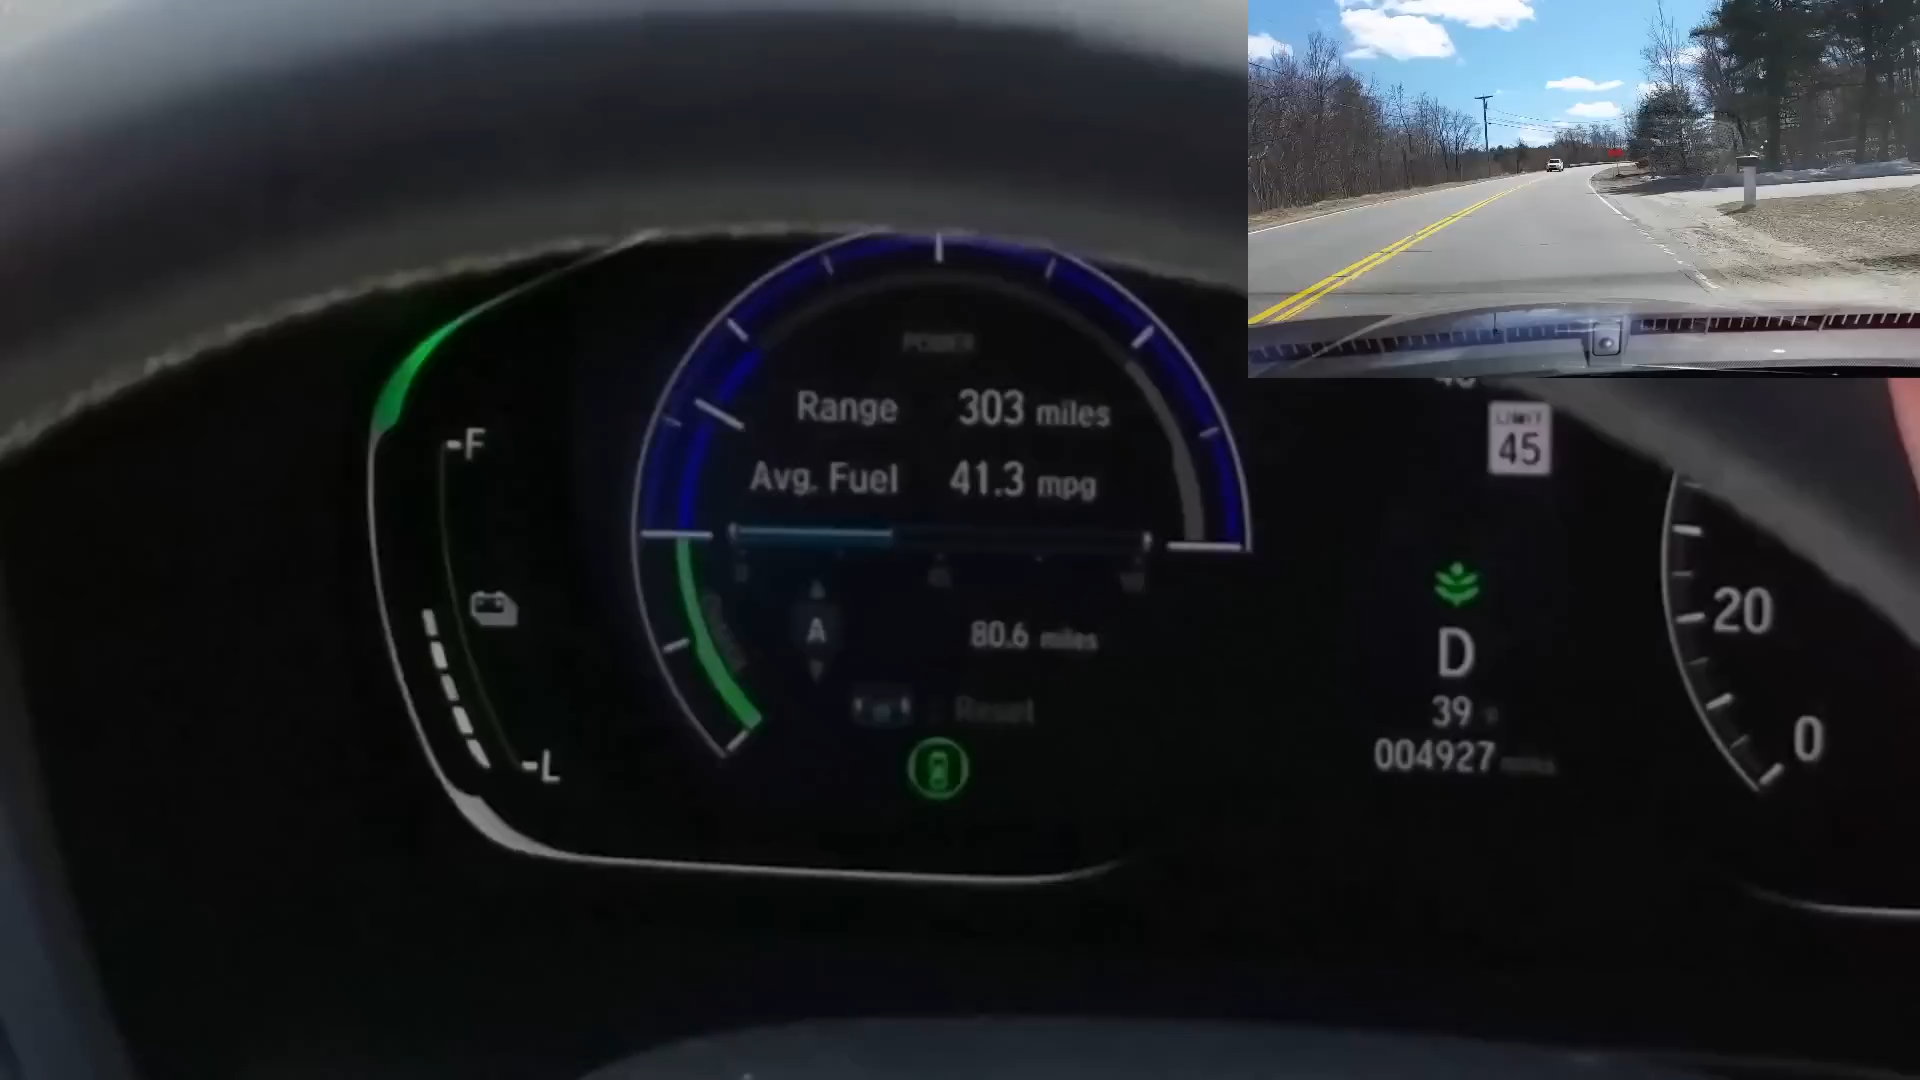 POWER
Range 303 miles
Avg. Fuel 41.3 mpg
-F
A
80.6 miles
Reset
-L
LIMIT
45
D
39
004927 miles
20
0